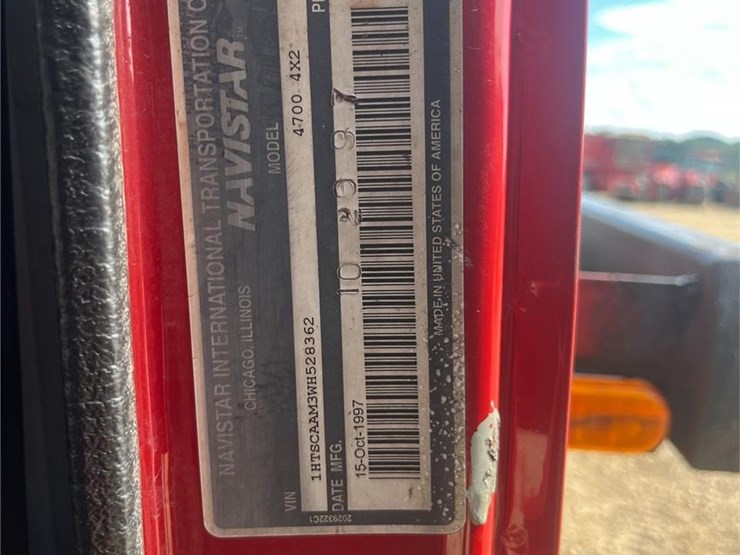 NAVISTAR INTERNATIONAL TRANSPORTATION
CHICAGO, ILLINOIS
NAVISTAR
MODEL
4700 4X2
VIN
1HTSCAAM3WH528362
DATE MFG.
15-Oct-1997
MADE IN UNITED STATES OF AMERICA
2029322C1